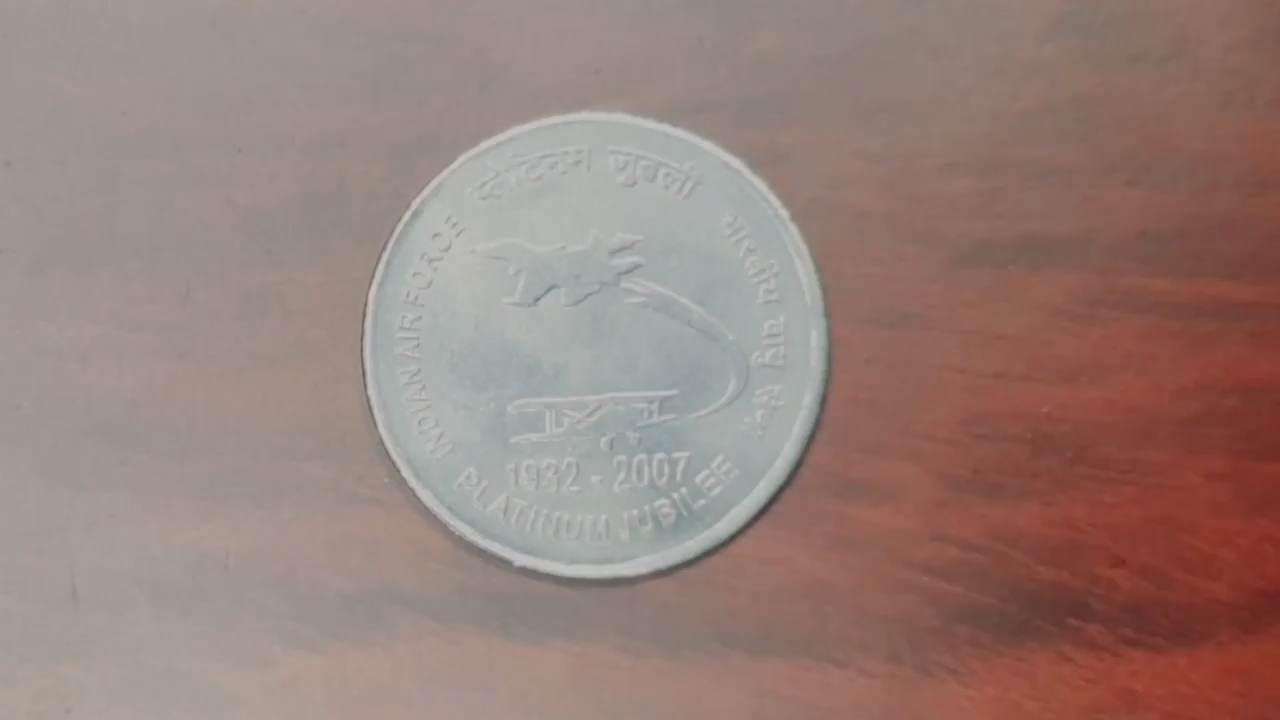 प्लेटिनम जुबली
भारतीय वायु सेना
INDIAN AIR FORCE
1932 - 2007
PLATINUM JUBILEE